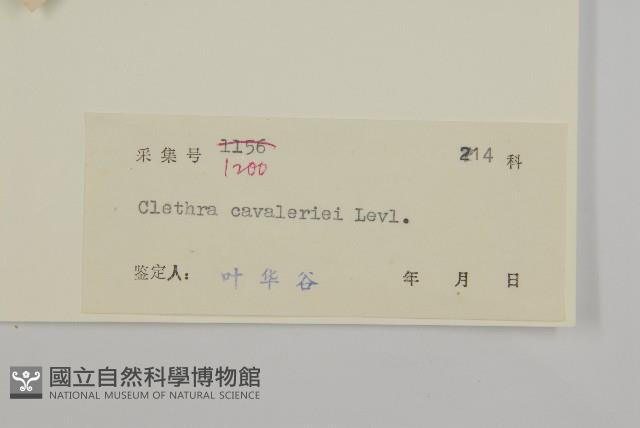 采集号 1156 214 科
1200
Clethra cavaleriei Levl.
鉴定人: 叶华谷 年 月 日
國立自然科學博物館
NATIONAL MUSEUM OF NATURAL SCIENCE